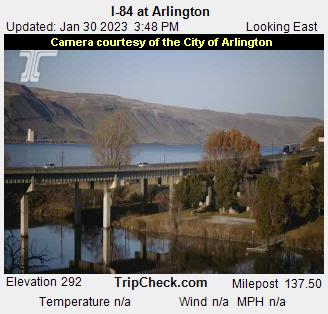 I-84 at Arlington
Updated: Jan 30 2023 3:48 PM Looking East
Camera courtesy of the City of Arlington
Elevation 292 TripCheck.com Milepost 137.50
Temperature n/a Wind n/a MPH n/a